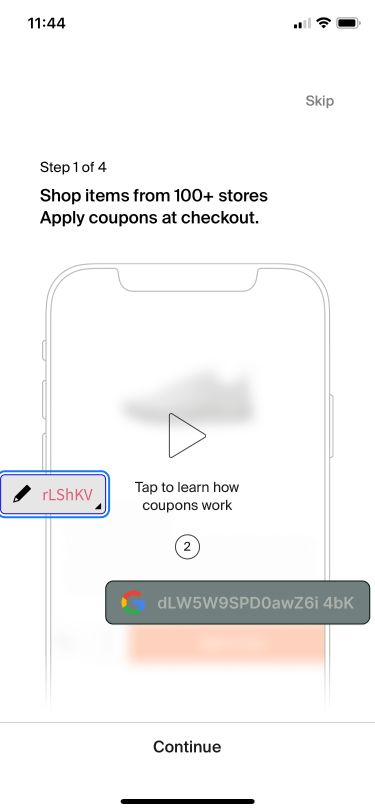 11:44
Skip
Step 1 of 4
Shop items from 100+ stores
Apply coupons at checkout.
rLShKV
Tap to learn how
coupons work
2
dLW5W9SPD0awZ6i 4bK
Continue